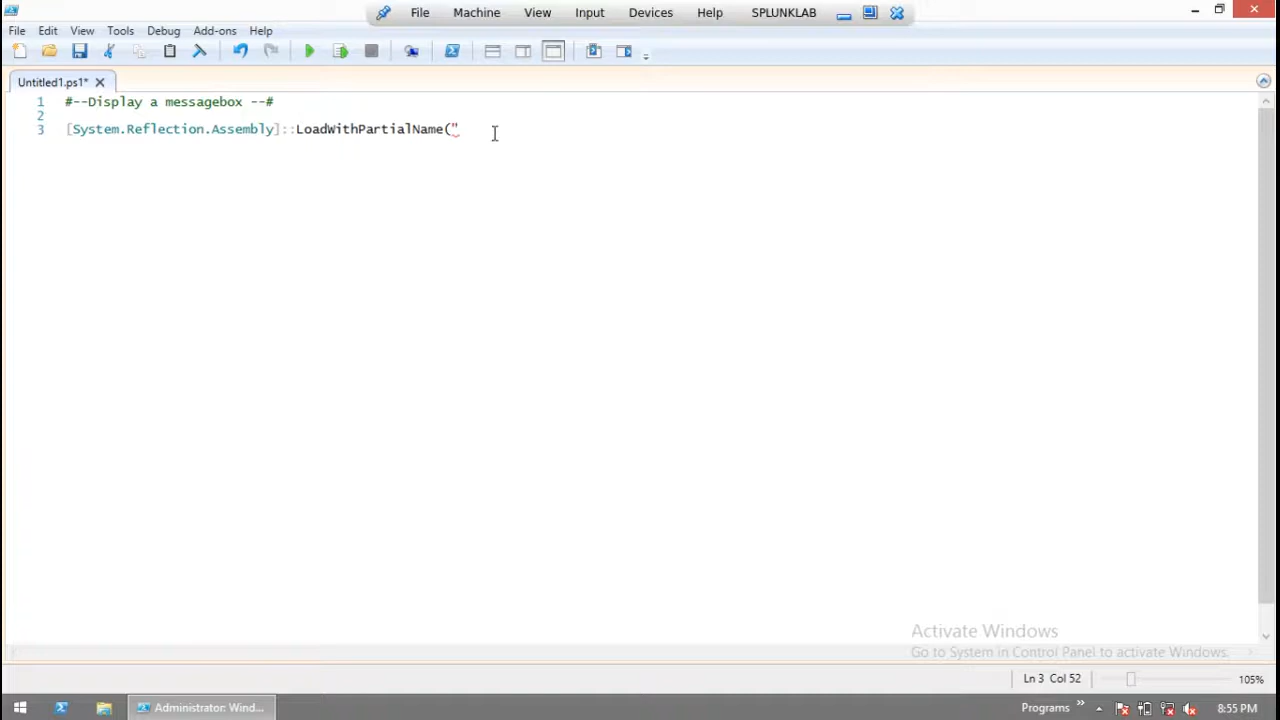 File Machine View Input Devices Help SPLUNKLAB
File Edit View Tools Debug Add-ons Help
Untitled1.ps1*
1 #--Display a messagebox --#
2
3 [System.Reflection.Assembly]::LoadWithPartialName("
Activate Windows
Go to System in Control Panel to activate Windows.
Ln 3 Col 52 105%
Administrator: Wind... Programs 8:55 PM